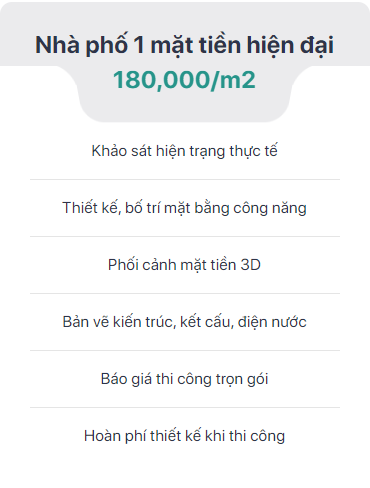 Nhà phố 1 mặt tiền hiện đại
180,000/m2
Khảo sát hiện trạng thực tế
Thiết kế, bố trí mặt bằng công năng
Phối cảnh mặt tiền 3D
Bản vẽ kiến trúc, kết cấu, điện nước
Báo giá thi công trọn gói
Hoàn phí thiết kế khi thi công